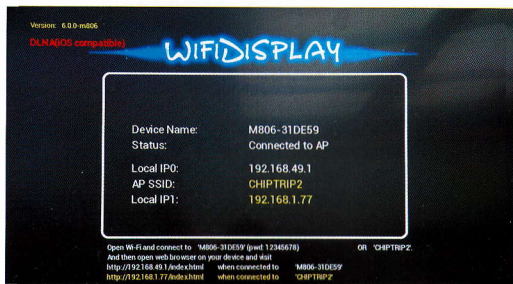 Version: 6.0.0-m806
DLNA(iOS compatible)
WIFIDISPLAY
Device Name: M806-31DE59
Status: Connected to AP
Local IP0: 192.168.49.1
AP SSID: CHIPTRIP2
Local IP1: 192.168.1.77
Open Wi-Fi and connect to 'M806-31DE59' (pwd: 12345678) OR 'CHIPTRIP2'.
And then open web browser on your device and visit
http://192.168.49.1/index.html when connected to 'M806-31DE59'
http://192.168.1.77/index.html when connected to 'CHIPTRIP2'